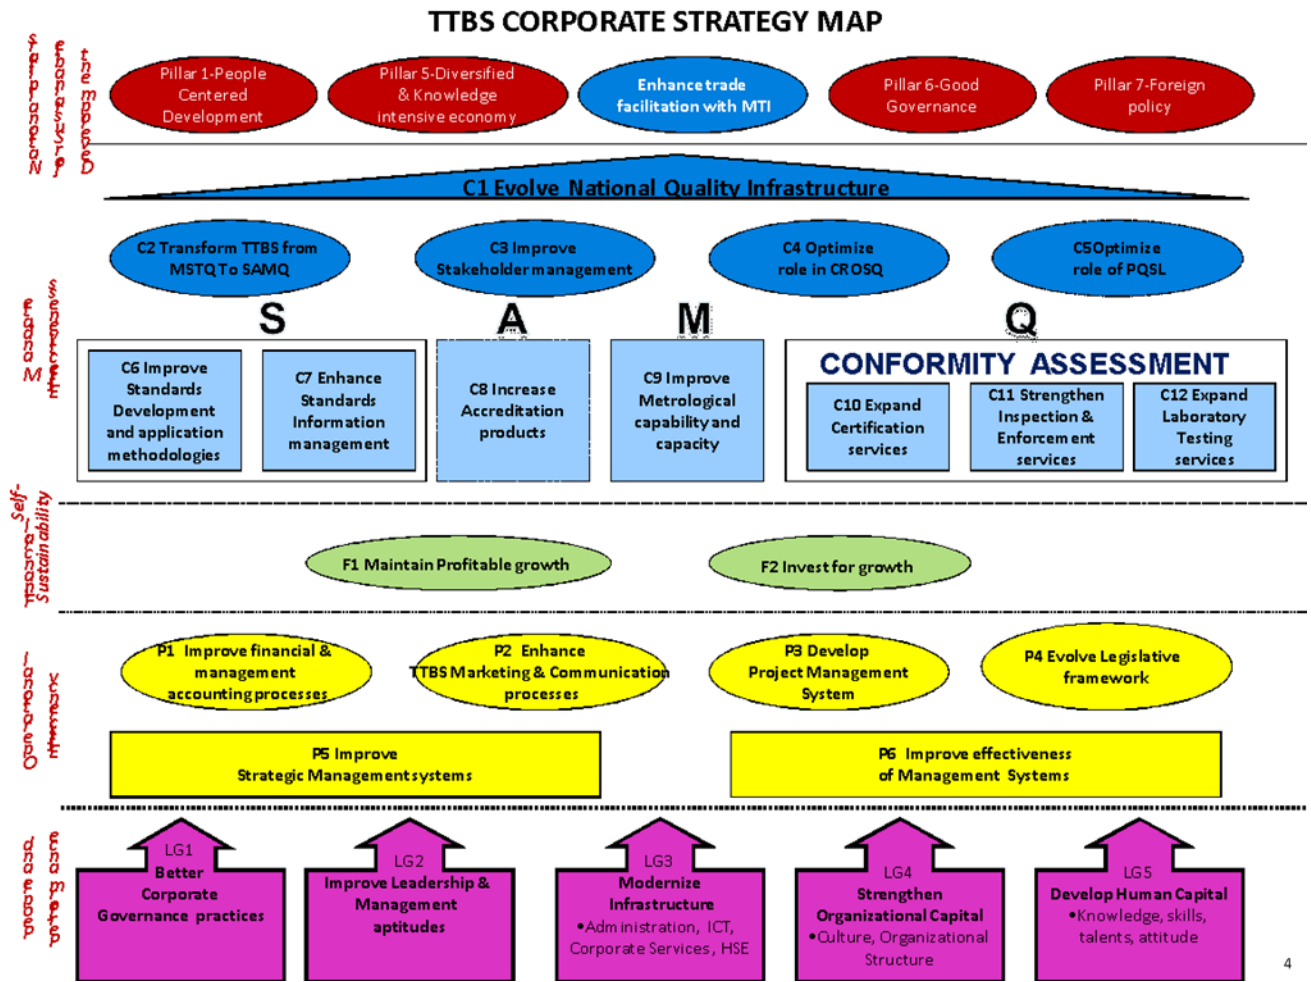 TTBS CORPORATE STRATEGY MAP
Pillar 1-People
Centered
Development
Pillar 5-Diversified
& Knowledge
intensive economy
Enhance trade
facilitation with MTI
Pillar 6-Good
Governance
Pillar 7-Foreign
policy
C1 Evolve National Quality Infrastructure
C2 Transform TTBS from
MSTQ To SAMQ
C3 Improve
Stakeholder management
C4 Optimize
role in CROSQ
C5Optimize
role of PQSL
S
A
M
Q
C6 Improve
Standards
Development
and application
methodologies
C7 Enhance
Standards
Information
management
C8 Increase
Accreditation
products
C9 Improve
Metrological
capability and
capacity
CONFORMITY ASSESSMENT
C10 Expand
Certification
services
C11 Strengthen
Inspection &
Enforcement
services
C12 Expand
Laboratory
Testing
services
Self-
Sustainability
F1 Maintain Profitable growth
F2 Invest for growth
P1 Improve financial &
management
accounting processes
P2 Enhance
TTBS Marketing & Communication
processes
P3 Develop
Project Management
System
P4 Evolve Legislative
framework
P5 Improve
Strategic Management systems
P6 Improve effectiveness
of Management Systems
LG1
Better
Corporate
Governance practices
LG2
Improve Leadership &
Management
aptitudes
LG3
Modernize
Infrastructure
•Administration, ICT,
Corporate Services, HSE
LG4
Strengthen
Organizational Capital
•Culture, Organizational
Structure
LG5
Develop Human Capital
•Knowledge, skills,
talents, attitude
4